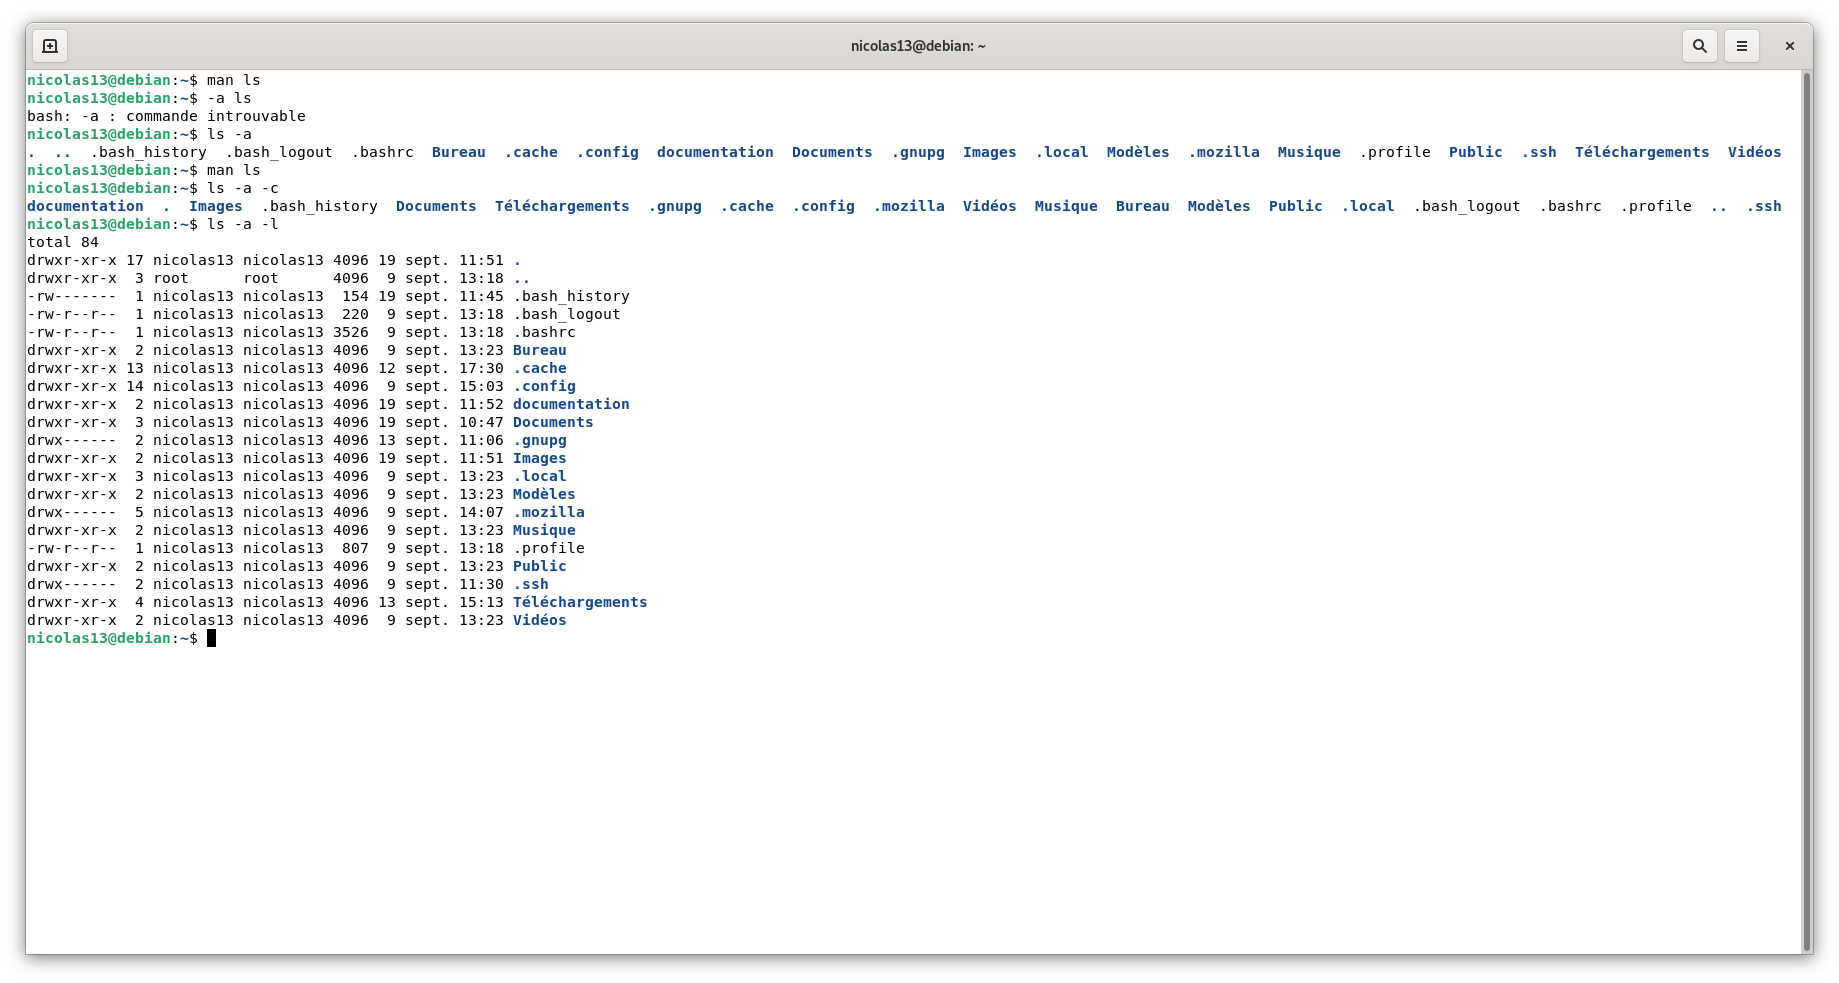 nicolas13@debian: ~
nicolas13@debian:~$ man ls
nicolas13@debian:~$ -a ls
bash: -a : commande introuvable
nicolas13@debian:~$ ls -a
.  ..  .bash_history  .bash_logout  .bashrc  Bureau  .cache  .config  documentation  Documents  .gnupg  Images  .local  Modèles  .mozilla  Musique  .profile  Public  .ssh  Téléchargements  Vidéos
nicolas13@debian:~$ man ls
nicolas13@debian:~$ ls -a -c
documentation  .  Images  .bash_history  Documents  Téléchargements  .gnupg  .cache  .config  .mozilla  Vidéos  Musique  Bureau  Modèles  Public  .local  .bash_logout  .bashrc  .profile  ..  .ssh
nicolas13@debian:~$ ls -a -l
total 84
drwxr-xr-x 17 nicolas13 nicolas13 4096 19 sept. 11:51 .
drwxr-xr-x  3 root      root      4096  9 sept. 13:18 ..
-rw-------  1 nicolas13 nicolas13  154 19 sept. 11:45 .bash_history
-rw-r--r--  1 nicolas13 nicolas13  220  9 sept. 13:18 .bash_logout
-rw-r--r--  1 nicolas13 nicolas13 3526  9 sept. 13:18 .bashrc
drwxr-xr-x  2 nicolas13 nicolas13 4096  9 sept. 13:23 Bureau
drwxr-xr-x 13 nicolas13 nicolas13 4096 12 sept. 17:30 .cache
drwxr-xr-x 14 nicolas13 nicolas13 4096  9 sept. 15:03 .config
drwxr-xr-x  2 nicolas13 nicolas13 4096 19 sept. 11:52 documentation
drwxr-xr-x  3 nicolas13 nicolas13 4096 19 sept. 10:47 Documents
drwx------  2 nicolas13 nicolas13 4096 13 sept. 11:06 .gnupg
drwxr-xr-x  2 nicolas13 nicolas13 4096 19 sept. 11:51 Images
drwxr-xr-x  3 nicolas13 nicolas13 4096  9 sept. 13:23 .local
drwxr-xr-x  2 nicolas13 nicolas13 4096  9 sept. 13:23 Modèles
drwx------  5 nicolas13 nicolas13 4096  9 sept. 14:07 .mozilla
drwxr-xr-x  2 nicolas13 nicolas13 4096  9 sept. 13:23 Musique
-rw-r--r--  1 nicolas13 nicolas13  807  9 sept. 13:18 .profile
drwxr-xr-x  2 nicolas13 nicolas13 4096  9 sept. 13:23 Public
drwx------  2 nicolas13 nicolas13 4096  9 sept. 11:30 .ssh
drwxr-xr-x  4 nicolas13 nicolas13 4096 13 sept. 15:13 Téléchargements
drwxr-xr-x  2 nicolas13 nicolas13 4096  9 sept. 13:23 Vidéos
nicolas13@debian:~$